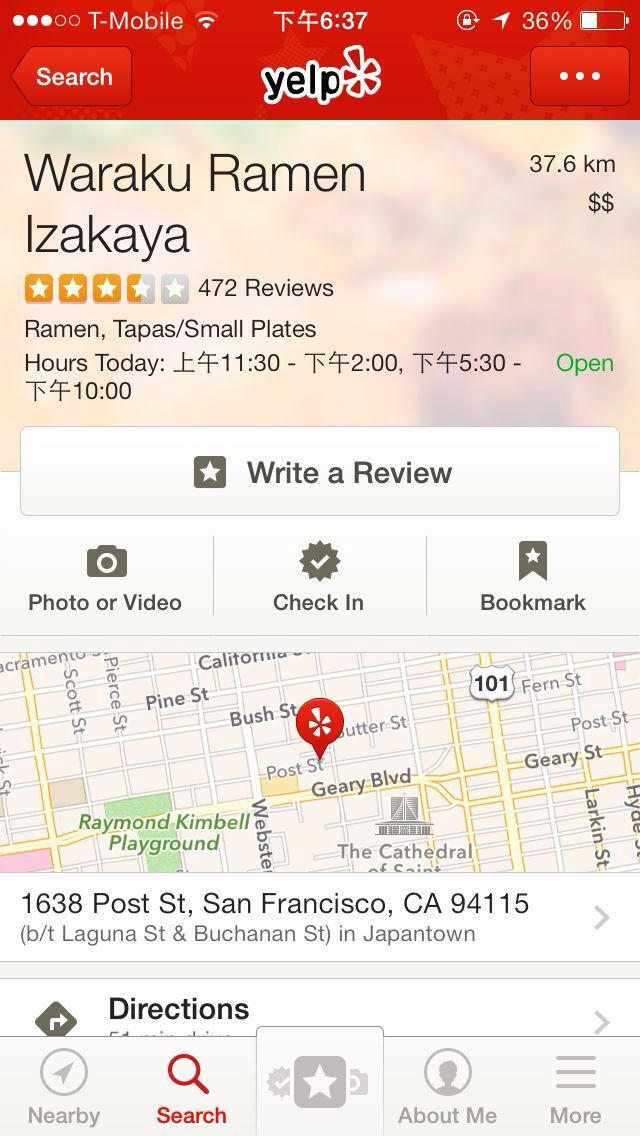 T-Mobile 下午6:37 36%
Search yelp
Waraku Ramen 37.6 km
Izakaya $$
472 Reviews
Ramen, Tapas/Small Plates
Hours Today: 上午11:30 - 下午2:00, 下午5:30 - Open
下午10:00
Write a Review
Photo or Video Check In Bookmark
California
Scott St
Pierce St
Pine St
Bush St
101 Fern St
Sutter St
Post St
Post St
Geary Blvd
Geary St
Raymond Kimbell
Playground
Webster
Larkin St
The Cathedral
of Saint
1638 Post St, San Francisco, CA 94115
(b/t Laguna St & Buchanan St) in Japantown
Directions
51 min drive
Nearby Search About Me More